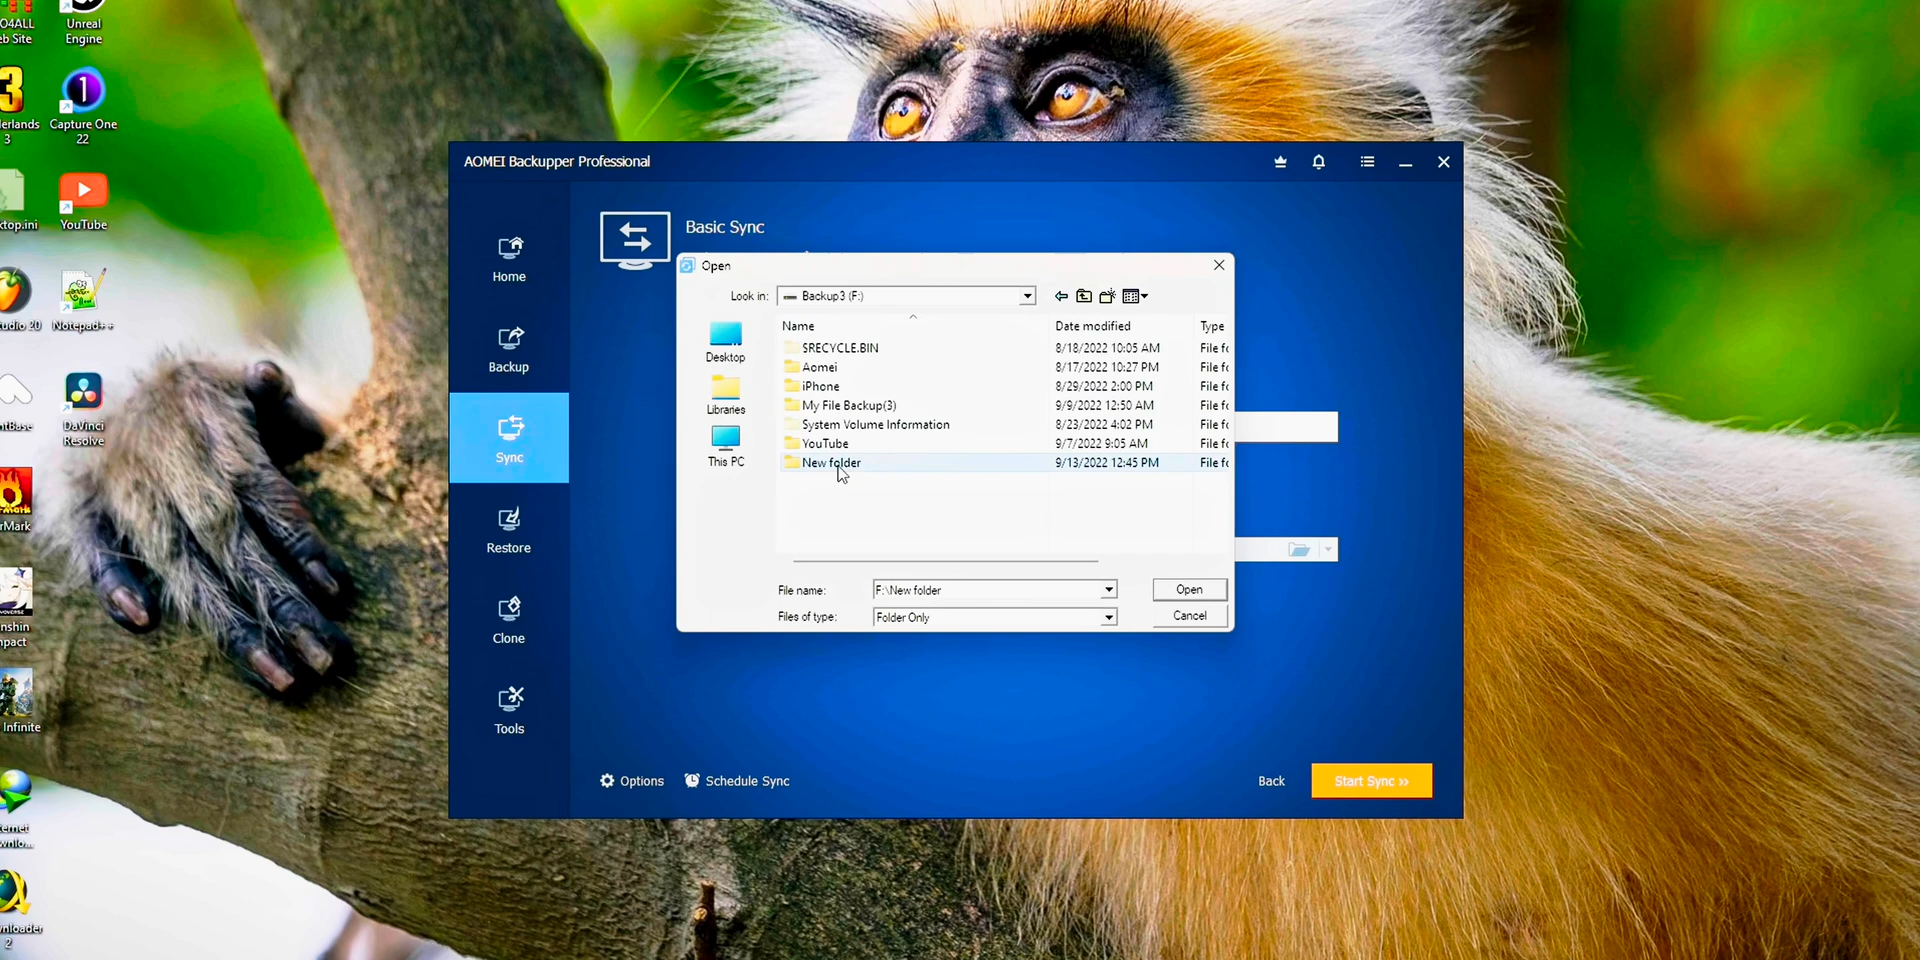 Unreal
Engine
Capture One
22
YouTube
Notepad++
DaVinci
Resolve
AOMEI Backupper Professional
Home
Backup
Sync
Restore
Clone
Tools
Basic Sync
Open
Look in:
Backup3 (F:)
Name
Date modified
Type
Desktop
Libraries
This PC
$RECYCLE.BIN
8/18/2022 10:05 AM
File fo
Aomei
8/17/2022 10:27 PM
File fo
iPhone
8/29/2022 2:00 PM
File fo
My File Backup(3)
9/9/2022 12:50 AM
File fo
System Volume Information
8/23/2022 4:02 PM
File fo
YouTube
9/7/2022 9:05 AM
File fo
New folder
9/13/2022 12:45 PM
File fo
File name:
F:\New folder
Open
Files of type:
Folder Only
Cancel
Options
Schedule Sync
Back
Start Sync >>